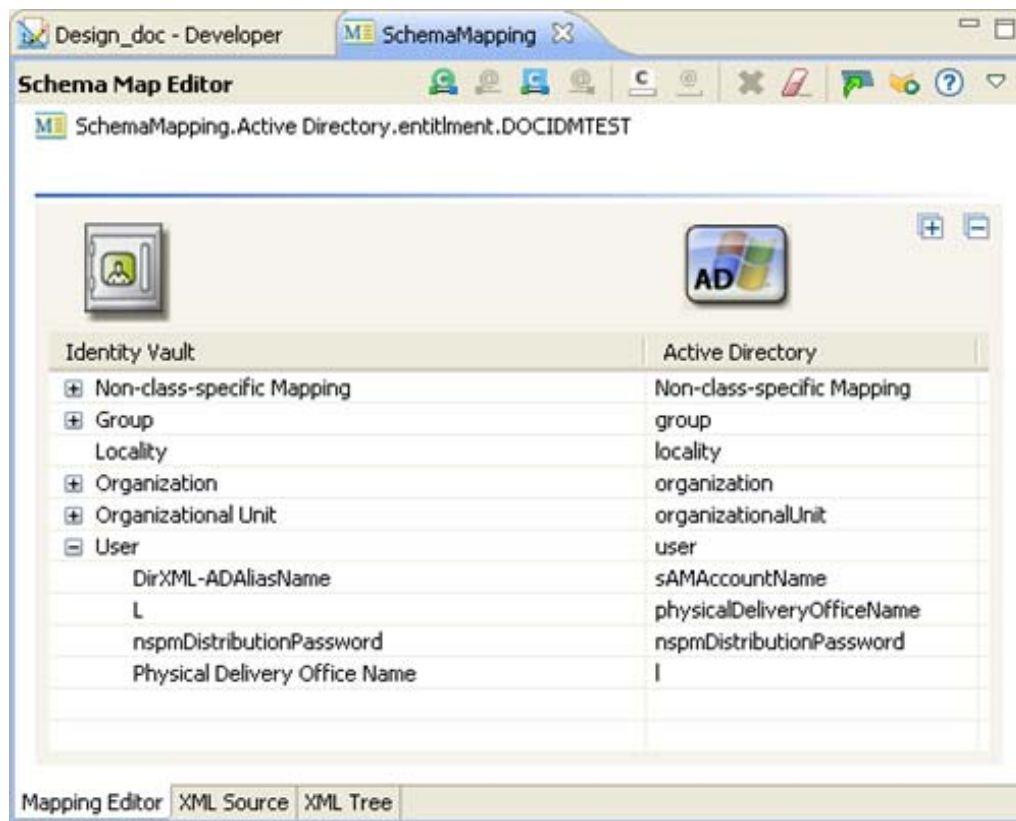 Design_doc - Developer SchemaMapping
Schema Map Editor
SchemaMapping.Active Directory.entitlment.DOCIDMTEST
AD
Identity Vault Active Directory
Non-class-specific Mapping Non-class-specific Mapping
Group group
Locality locality
Organization organization
Organizational Unit organizationalUnit
User user
DirXML-ADAliasName sAMAccountName
L physicalDeliveryOfficeName
nspmDistributionPassword nspmDistributionPassword
Physical Delivery Office Name l
Mapping Editor XML Source XML Tree